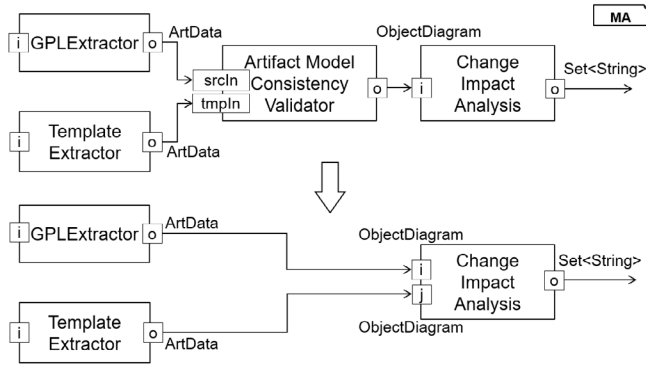 MA
ArtData
ObjectDiagram
i
GPLExtractor
o
Artifact Model
Consistency
Validator
srcIn
tmpIn
o
i
Change
Impact
Analysis
o
Set<String>
i
Template
Extractor
o
ArtData
i
GPLExtractor
o
ArtData
ObjectDiagram
i
j
Change
Impact
Analysis
o
Set<String>
i
Template
Extractor
o
ArtData
ObjectDiagram